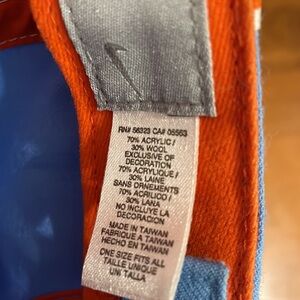 RN# 56323 CA# 05553
70% ACRYLIC /
30% WOOL
EXCLUSIVE OF
DECORATION
70% ACRYLIQUE /
30% LAINE
SANS ORNEMENTS
70% ACRILICO /
30% LANA
NO INCLUYE LA
DECORACION
MADE IN TAIWAN
FABRIQUE A TAIWAN
HECHO EN TAIWAN
ONE SIZE FITS ALL
TAILLE UNIQUE
UNI TALLA